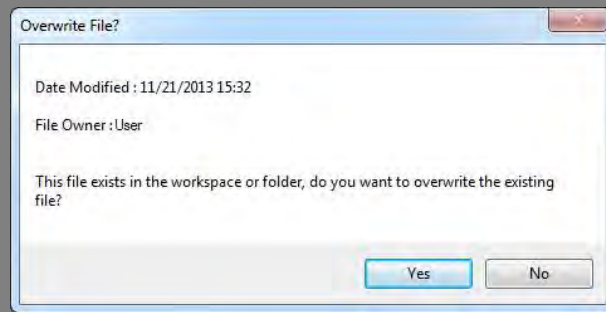 Overwrite File?
Date Modified : 11/21/2013 15:32
File Owner : User
This file exists in the workspace or folder, do you want to overwrite the existing
file?
Yes No